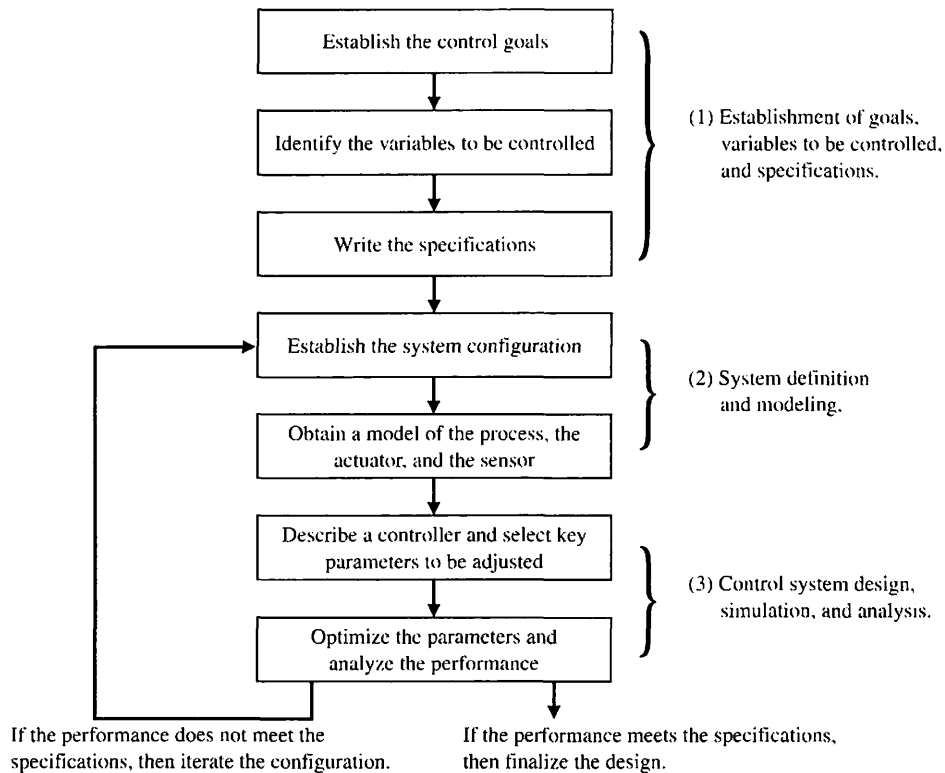 Establish the control goals
Identify the variables to be controlled
(1) Establishment of goals,
variables to be controlled,
and specifications.
Write the specifications
Establish the system configuration
(2) System definition
and modeling.
Obtain a model of the process, the
actuator, and the sensor
Describe a controller and select key
parameters to be adjusted
(3) Control system design,
simulation, and analysis.
Optimize the parameters and
analyze the performance
If the performance does not meet the
specifications, then iterate the configuration.
If the performance meets the specifications,
then finalize the design.